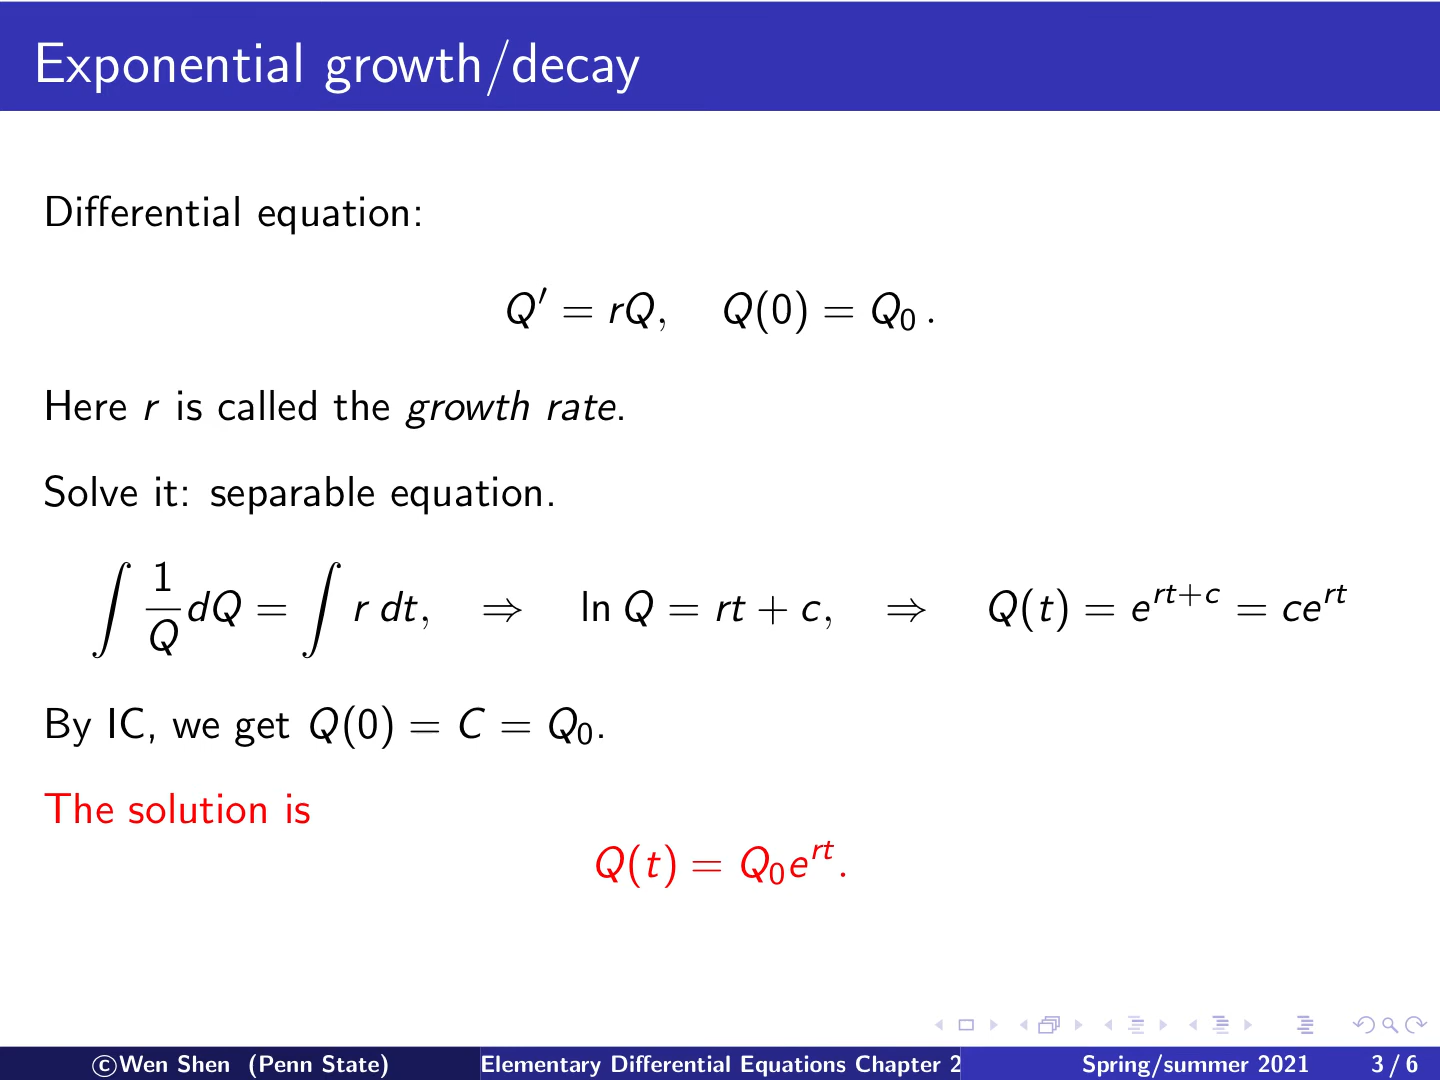 Exponential growth/decay
Differential equation:
Q′ = rQ, Q(0) = Q₀ .
Here r is called the growth rate.
Solve it: separable equation.
∫ 1/Q dQ = ∫ r dt, ⇒ ln Q = rt + c, ⇒ Q(t) = e^{rt+c} = ce^{rt}
By IC, we get Q(0) = C = Q₀.
The solution is
Q(t) = Q₀e^{rt}.
©Wen Shen (Penn State) Elementary Differential Equations Chapter 2 Spring/summer 2021 3 / 6